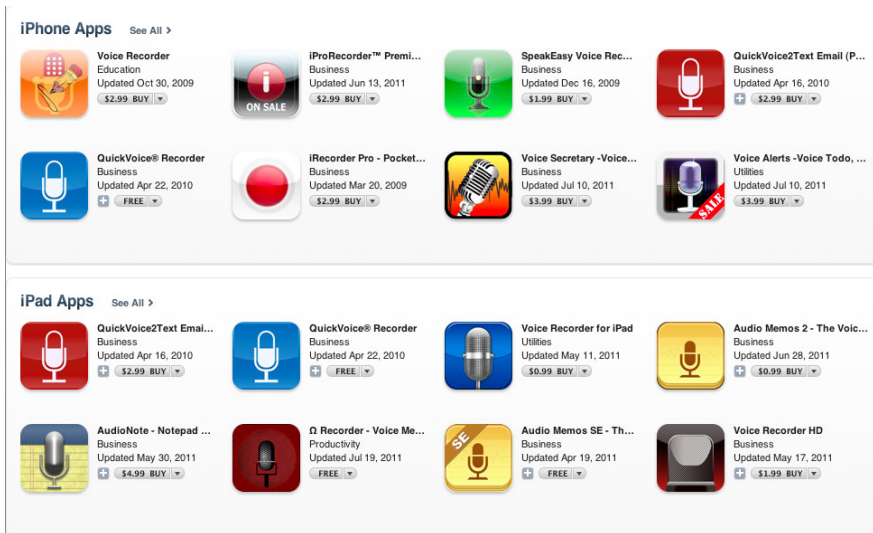 iPhone Apps See All >
Voice Recorder
Education
Updated Oct 30, 2009
$2.99 BUY
iProRecorder™ Premi...
Business
Updated Jun 13, 2011
$2.99 BUY
ON SALE
SpeakEasy Voice Rec...
Business
Updated Dec 16, 2009
$1.99 BUY
QuickVoice2Text Email (P...
Business
Updated Apr 16, 2010
$2.99 BUY
QuickVoice® Recorder
Business
Updated Apr 22, 2010
FREE
iRecorder Pro - Pocket...
Business
Updated Mar 20, 2009
$2.99 BUY
Voice Secretary -Voice...
Business
Updated Jul 10, 2011
$3.99 BUY
Voice Alerts -Voice Todo, ...
Utilities
Updated Jul 10, 2011
$3.99 BUY
SALE
iPad Apps See All >
QuickVoice2Text Emai...
Business
Updated Apr 16, 2010
$2.99 BUY
QuickVoice® Recorder
Business
Updated Apr 22, 2010
FREE
Voice Recorder for iPad
Utilities
Updated May 11, 2011
$0.99 BUY
Audio Memos 2 - The Voic...
Business
Updated Jun 28, 2011
$0.99 BUY
AudioNote - Notepad ...
Business
Updated May 30, 2011
$4.99 BUY
Ω Recorder - Voice Me...
Productivity
Updated Jul 19, 2011
FREE
SE
Audio Memos SE - Th...
Business
Updated Apr 19, 2011
FREE
Voice Recorder HD
Business
Updated May 17, 2011
$1.99 BUY